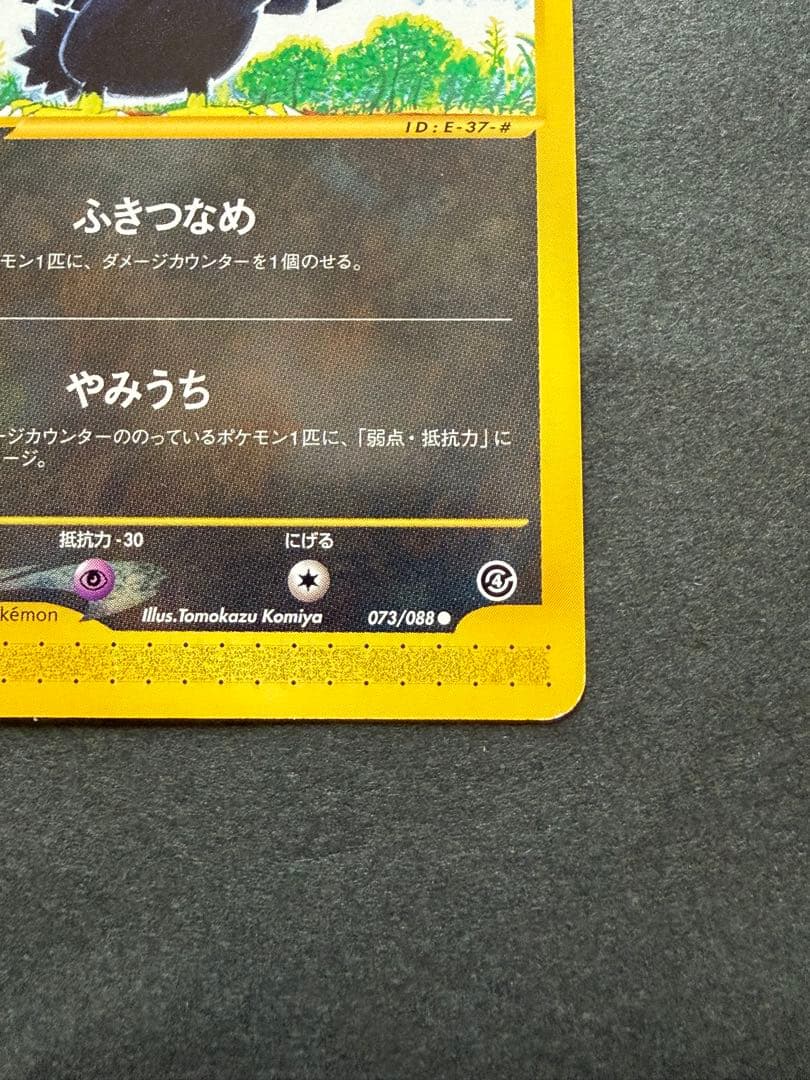 ID : E-37-#
ふきつなめ
モン1匹に、ダメージカウンターを1個のせる。
やみうち
ージカウンターののっているポケモン1匹に、「弱点・抵抗力」に
ージ。
抵抗力 -30 にげる
4
kémon Illus.Tomokazu Komiya 073/088 ●